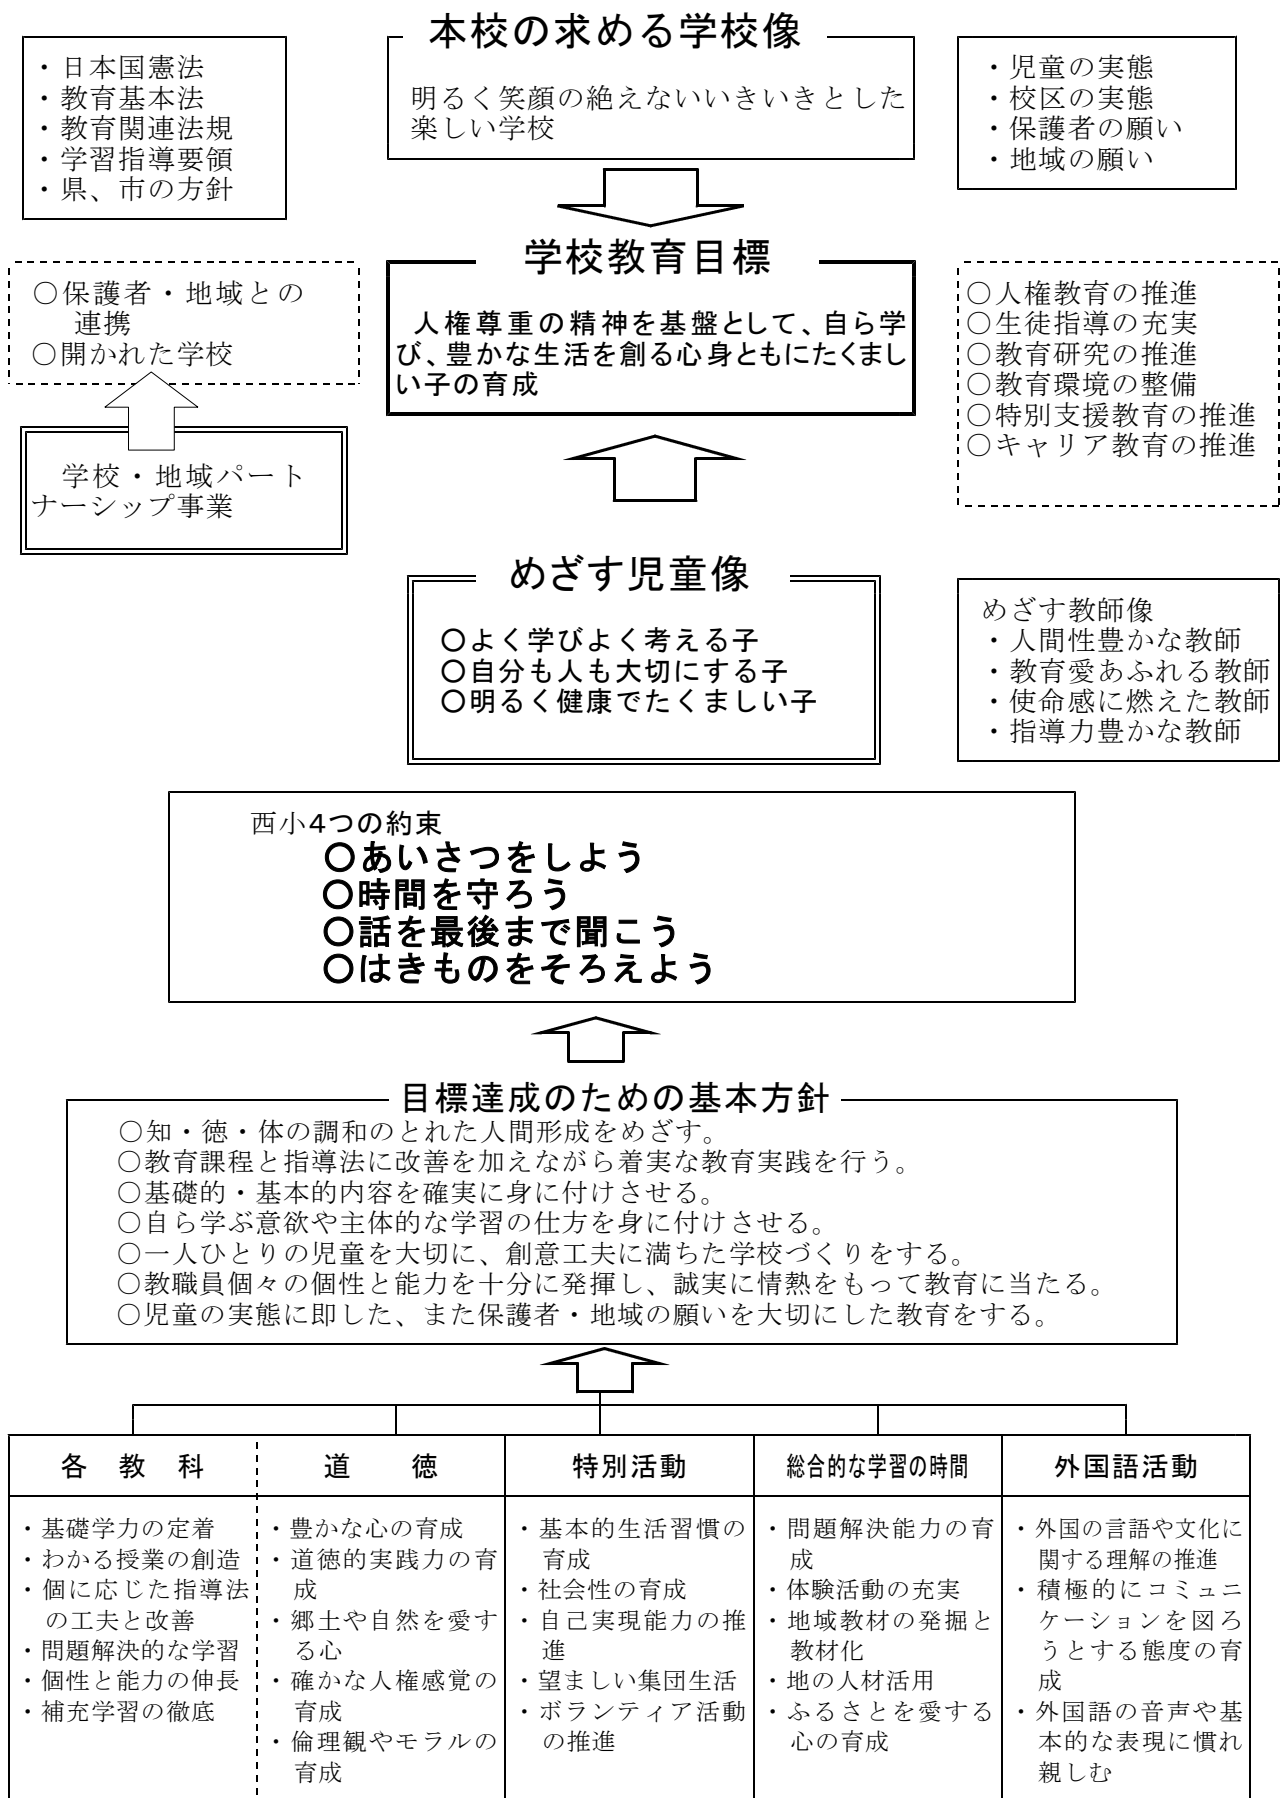 本校の求める学校像
明るく笑顔の絶えないいきいきとした
楽しい学校
・日本国憲法
・教育基本法
・教育関連法規
・学習指導要領
・県、市の方針
・児童の実態
・校区の実態
・保護者の願い
・地域の願い
学校教育目標
人権尊重の精神を基盤として、自ら学
び、豊かな生活を創る心身ともにたくまし
い子の育成
○保護者・地域との
連携
○開かれた学校
学校・地域パート
ナーシップ事業
○人権教育の推進
○生徒指導の充実
○教育研究の推進
○教育環境の整備
○特別支援教育の推進
○キャリア教育の推進
めざす児童像
○よく学びよく考える子
○自分も人も大切にする子
○明るく健康でたくましい子
めざす教師像
・人間性豊かな教師
・教育愛あふれる教師
・使命感に燃えた教師
・指導力豊かな教師
西小4つの約束
○あいさつをしよう
○時間を守ろう
○話を最後まで聞こう
○はきものをそろえよう
目標達成のための基本方針
○知・徳・体の調和のとれた人間形成をめざす。
○教育課程と指導法に改善を加えながら着実な教育実践を行う。
○基礎的・基本的内容を確実に身に付けさせる。
○自ら学ぶ意欲や主体的な学習の仕方を身に付けさせる。
○一人ひとりの児童を大切に、創意工夫に満ちた学校づくりをする。
○教職員個々の個性と能力を十分に発揮し、誠実に情熱をもって教育に当たる。
○児童の実態に即した、また保護者・地域の願いを大切にした教育をする。
各 教 科
・基礎学力の定着
・わかる授業の創造
・個に応じた指導法
の工夫と改善
・問題解決的な学習
・個性と能力の伸長
・補充学習の徹底
道 徳
・豊かな心の育成
・道徳的実践力の育
成
・郷土や自然を愛す
る心
・確かな人権感覚の
育成
・倫理観やモラルの
育成
特別活動
・基本的生活習慣の
育成
・社会性の育成
・自己実現能力の推
進
・望ましい集団生活
・ボランティア活動
の推進
総合的な学習の時間
・問題解決能力の育
成
・体験活動の充実
・地域教材の発掘と
教材化
・地の人材活用
・ふるさとを愛する
心の育成
外国語活動
・外国の言語や文化に
関する理解の推進
・積極的にコミュニ
ケーションを図ろ
うとする態度の育
成
・外国語の音声や基
本的な表現に慣れ
親しむ